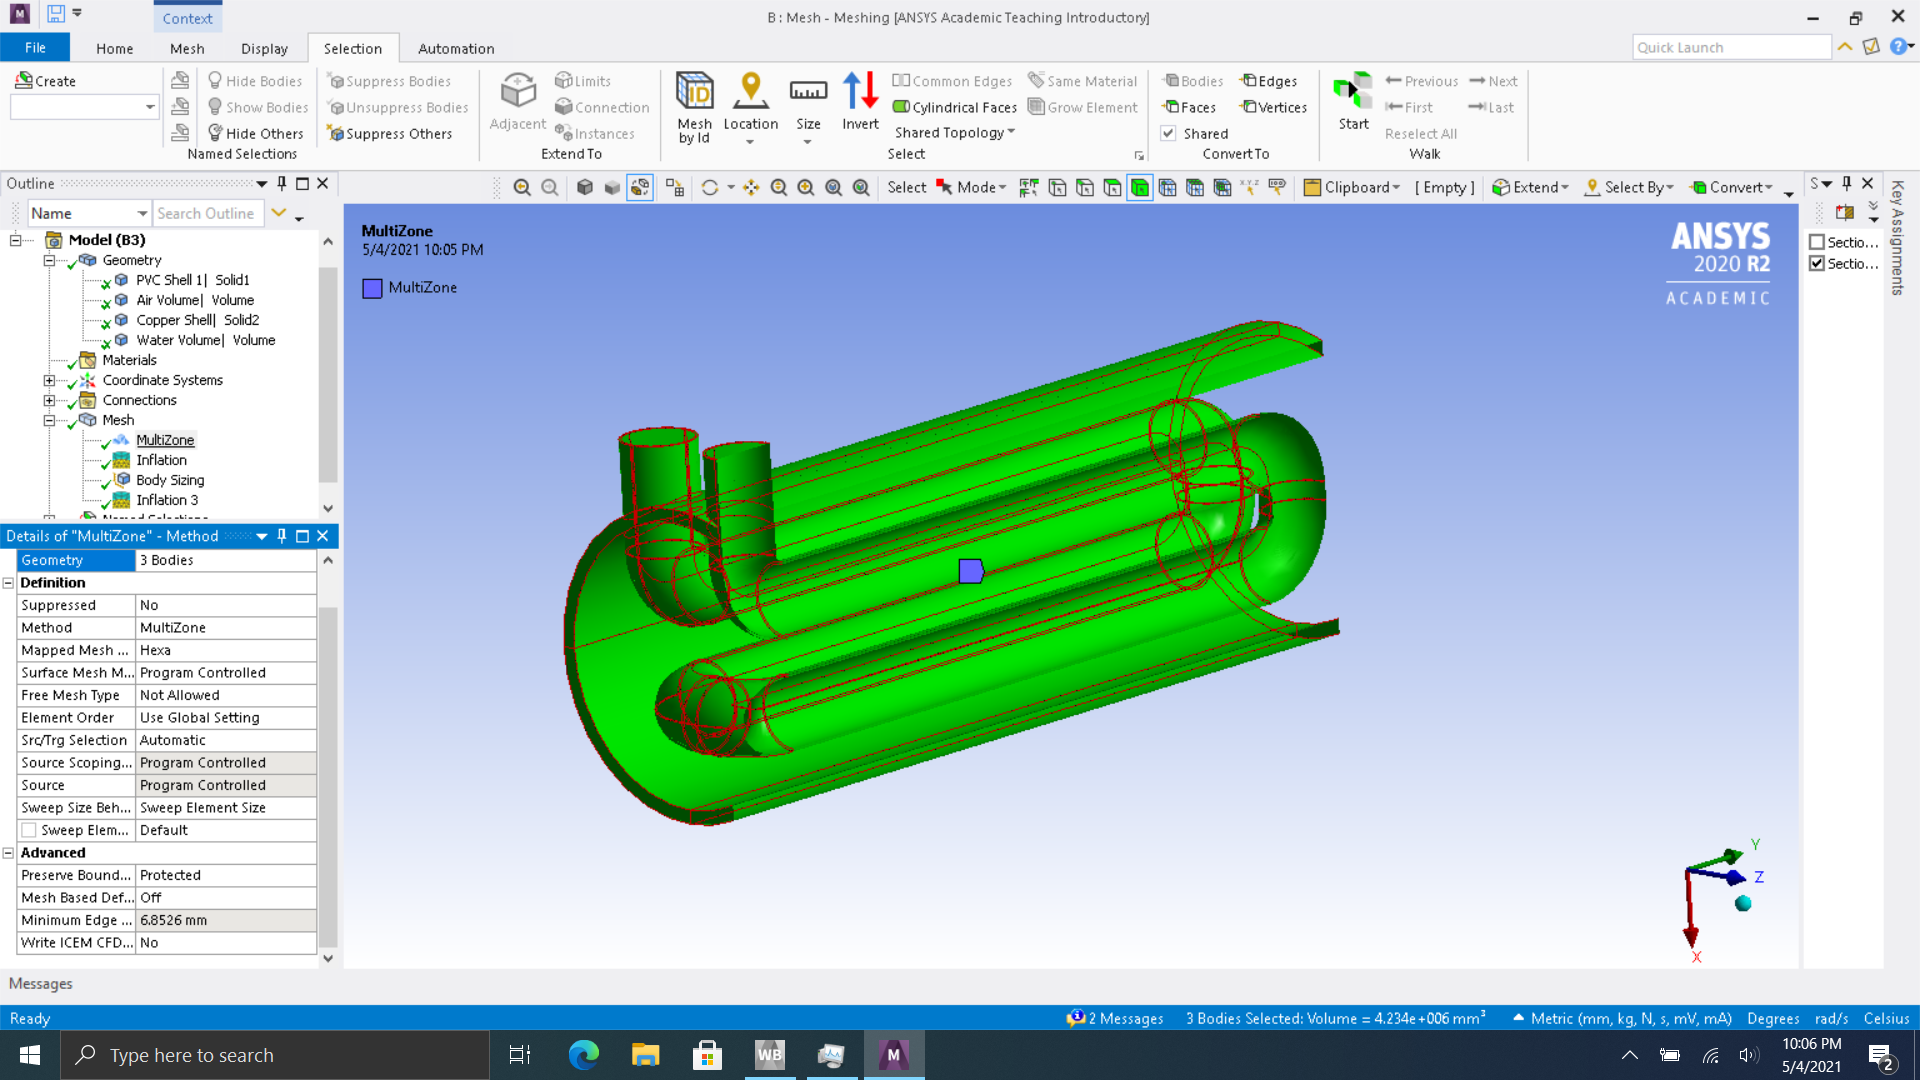 Context
B : Mesh - Meshing [ANSYS Academic Teaching Introductory]
File Home Mesh Display Selection Automation
Quick Launch
Create
Hide Bodies
Show Bodies
Hide Others
Named Selections
Suppress Bodies
Unsuppress Bodies
Suppress Others
Adjacent
Limits
Connection
Instances
Extend To
Mesh by Id
Location
Size
Invert
Common Edges
Cylindrical Faces
Shared Topology
Same Material
Grow Element
Select
Bodies Edges
Faces Vertices
Shared
Convert To
Start
Previous Next
First Last
Reselect All
Walk
Outline
Name Search Outline
Select Mode Clipboard [ Empty ] Extend Select By Convert
S
Key Assignments
Sectio...
Sectio...
Model (B3)
Geometry
PVC Shell 1| Solid1
Air Volume| Volume
Copper Shell| Solid2
Water Volume| Volume
Materials
Coordinate Systems
Connections
Mesh
MultiZone
Inflation
Body Sizing
Inflation 3
Details of "MultiZone" - Method
Geometry 3 Bodies
Definition
Suppressed No
Method MultiZone
Mapped Mesh ... Hexa
Surface Mesh M... Program Controlled
Free Mesh Type Not Allowed
Element Order Use Global Setting
Src/Trg Selection Automatic
Source Scoping... Program Controlled
Source Program Controlled
Sweep Size Beh... Sweep Element Size
Sweep Elem... Default
Advanced
Preserve Bound... Protected
Mesh Based Def... Off
Minimum Edge ... 6.8526 mm
Write ICEM CFD... No
MultiZone
5/4/2021 10:05 PM
MultiZone
ANSYS
2020 R2
ACADEMIC
Y
Z
X
Messages
Ready
2 Messages 3 Bodies Selected: Volume = 4.234e+006 mm³ Metric (mm, kg, N, s, mV, mA) Degrees rad/s Celsius
Type here to search
WB
M
10:06 PM
5/4/2021
2